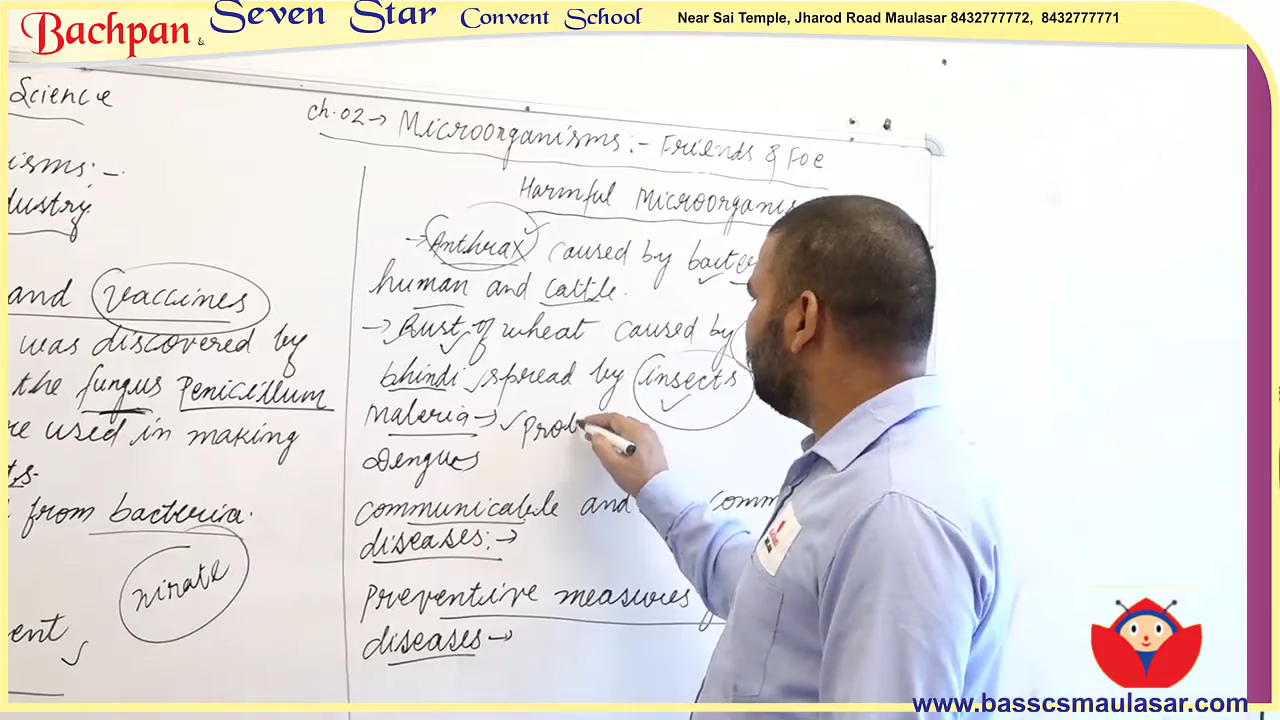 Bachpan & Seven Star Convent School
Near Sai Temple, Jharod Road Maulasar 8432777772, 8432777771
Science
isms:-
dustry
and vaccines
was discovered by
the fungus Penicillum
re used in making
ts.
from bacteria.
nirate
ent
Ch.02→ Microorganisms:- Friends & Foe
Harmful Microorganis
→ Anthrax caused by bacter
human and cattle.
→ Rust of wheat caused by
bhindi spread by insects
maleria→ prot
Dengue
communicable and comm
diseases:→
preventive measures
diseases→
www.basscsmaulasar.com